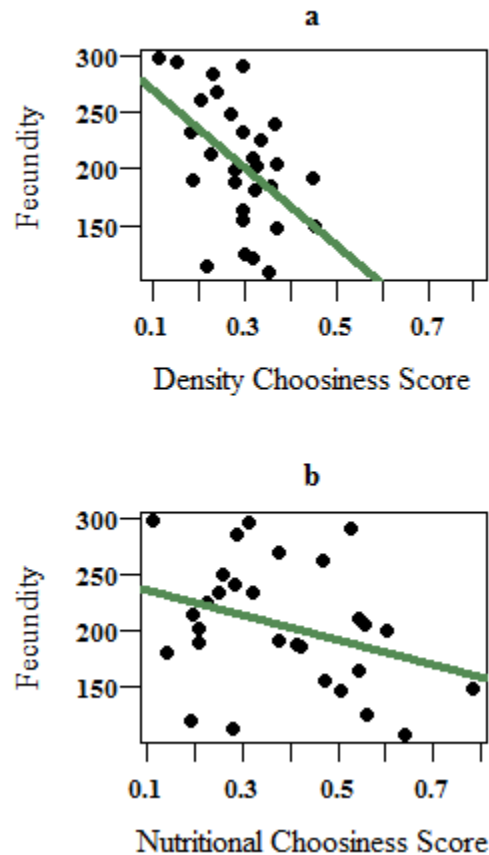 a
300
250
200
150
Fecundity
0.1 0.3 0.5 0.7
Density Choosiness Score
b
300
250
200
150
Fecundity
0.1 0.3 0.5 0.7
Nutritional Choosiness Score